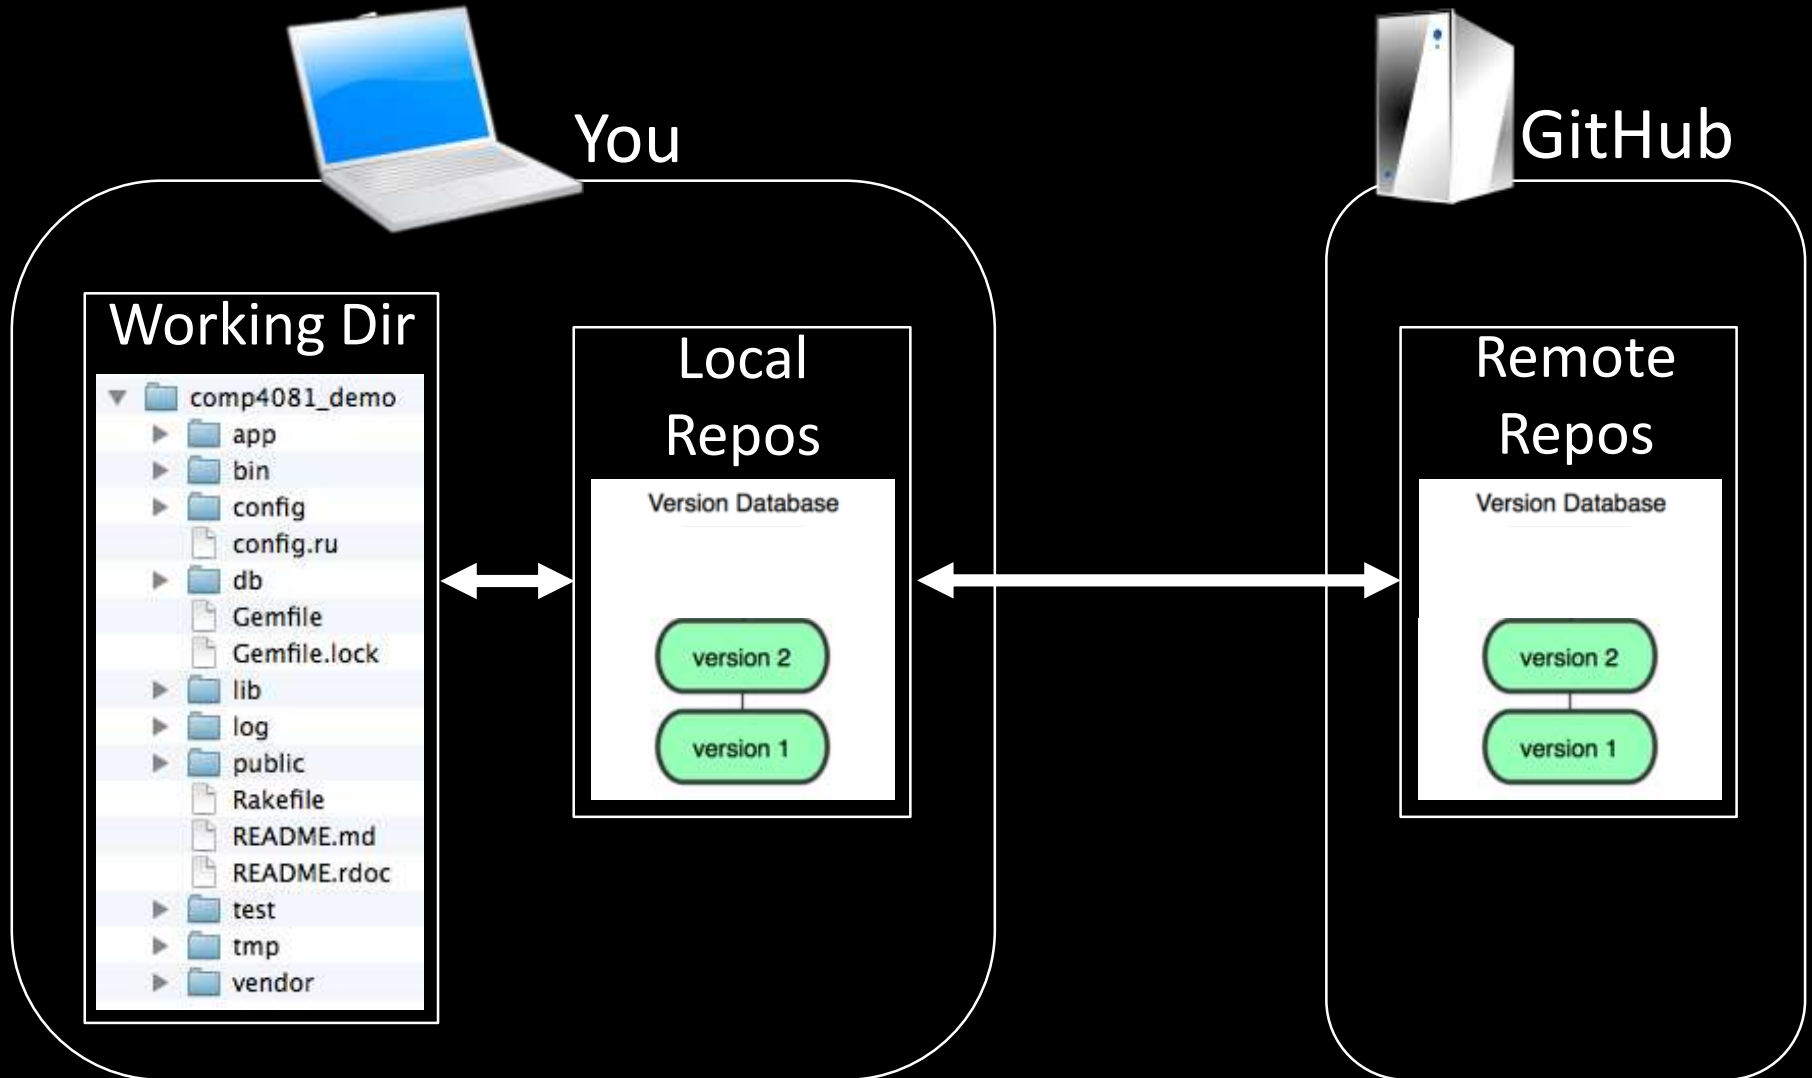 You
GitHub
Working Dir
comp4081_demo
app
bin
config
config.ru
db
Gemfile
Gemfile.lock
lib
log
public
Rakefile
README.md
README.rdoc
test
tmp
vendor
Local
Repos
Version Database
version 2
version 1
Remote
Repos
Version Database
version 2
version 1